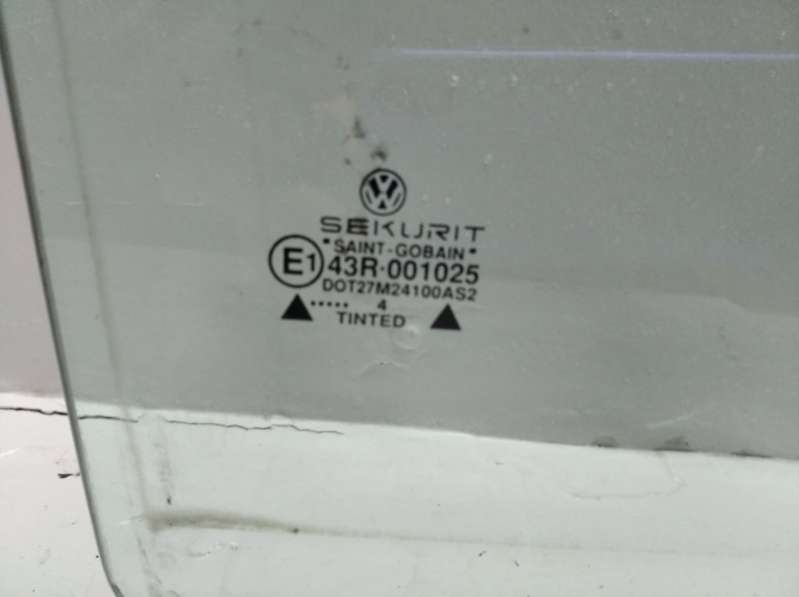 SEKURIT
"SAINT-GOBAIN"
E1 43R·001025
DOT27M24100AS2
..... 4
TINTED